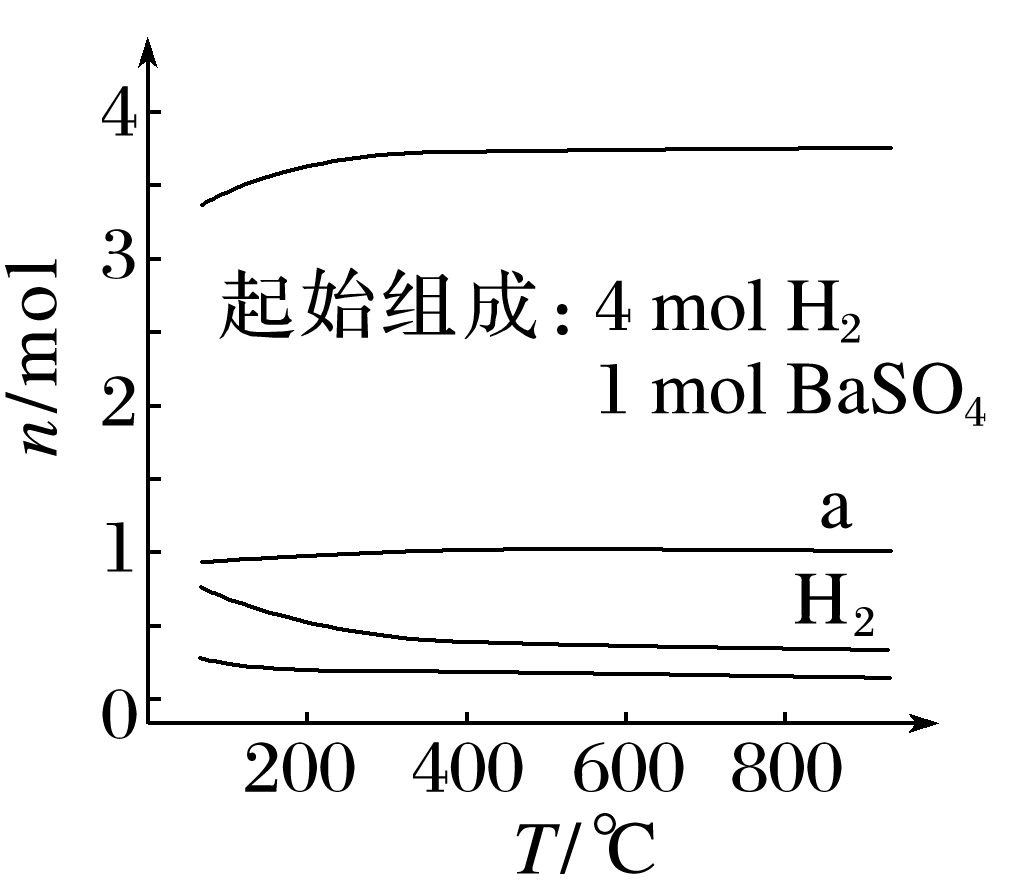 4
3
2
1
0
n/mol
起始组成：4 mol H₂
1 mol BaSO₄
a
H₂
200 400 600 800
T/℃